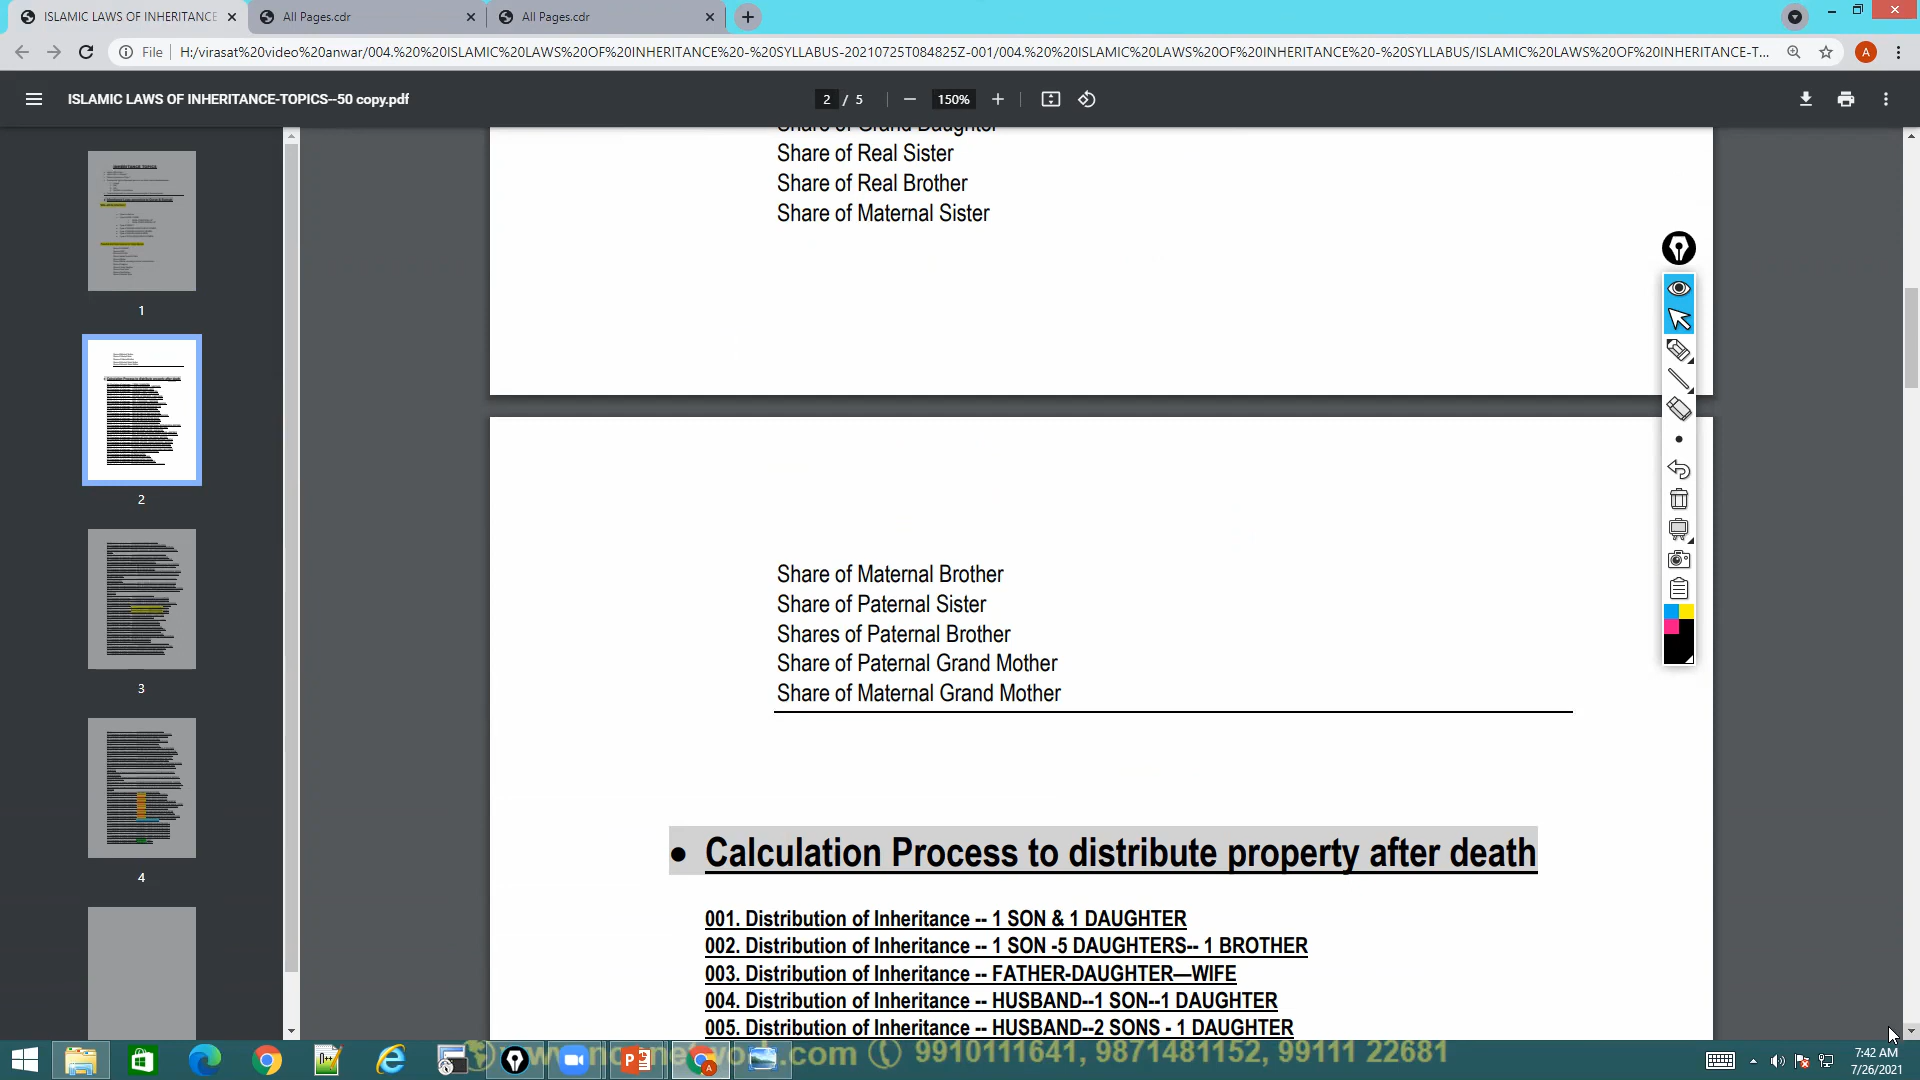 ISLAMIC LAWS OF INHERITANCE
All Pages.cdr
All Pages.cdr
File
H:/virasat%20video%20anwar/004.%20%20ISLAMIC%20LAWS%20OF%20INHERITANCE%20-%20SYLLABUS-20210725T084825Z-001/004.%20%20ISLAMIC%20LAWS%20OF%20INHERITANCE%20-%20SYLLABUS/ISLAMIC%20LAWS%20OF%20INHERITANCE-T...
A
ISLAMIC LAWS OF INHERITANCE-TOPICS--50 copy.pdf
2 / 5
150%
Share of Grand Daughter
Share of Real Sister
Share of Real Brother
Share of Maternal Sister
1
2
3
4
Share of Maternal Brother
Share of Paternal Sister
Shares of Paternal Brother
Share of Paternal Grand Mother
Share of Maternal Grand Mother
• Calculation Process to distribute property after death
001. Distribution of Inheritance -- 1 SON & 1 DAUGHTER
002. Distribution of Inheritance -- 1 SON -5 DAUGHTERS-- 1 BROTHER
003. Distribution of Inheritance -- FATHER-DAUGHTER—WIFE
004. Distribution of Inheritance -- HUSBAND--1 SON--1 DAUGHTER
005. Distribution of Inheritance -- HUSBAND--2 SONS - 1 DAUGHTER
.com 9910111641, 9871481152, 99111 22681
7:42 AM
7/26/2021